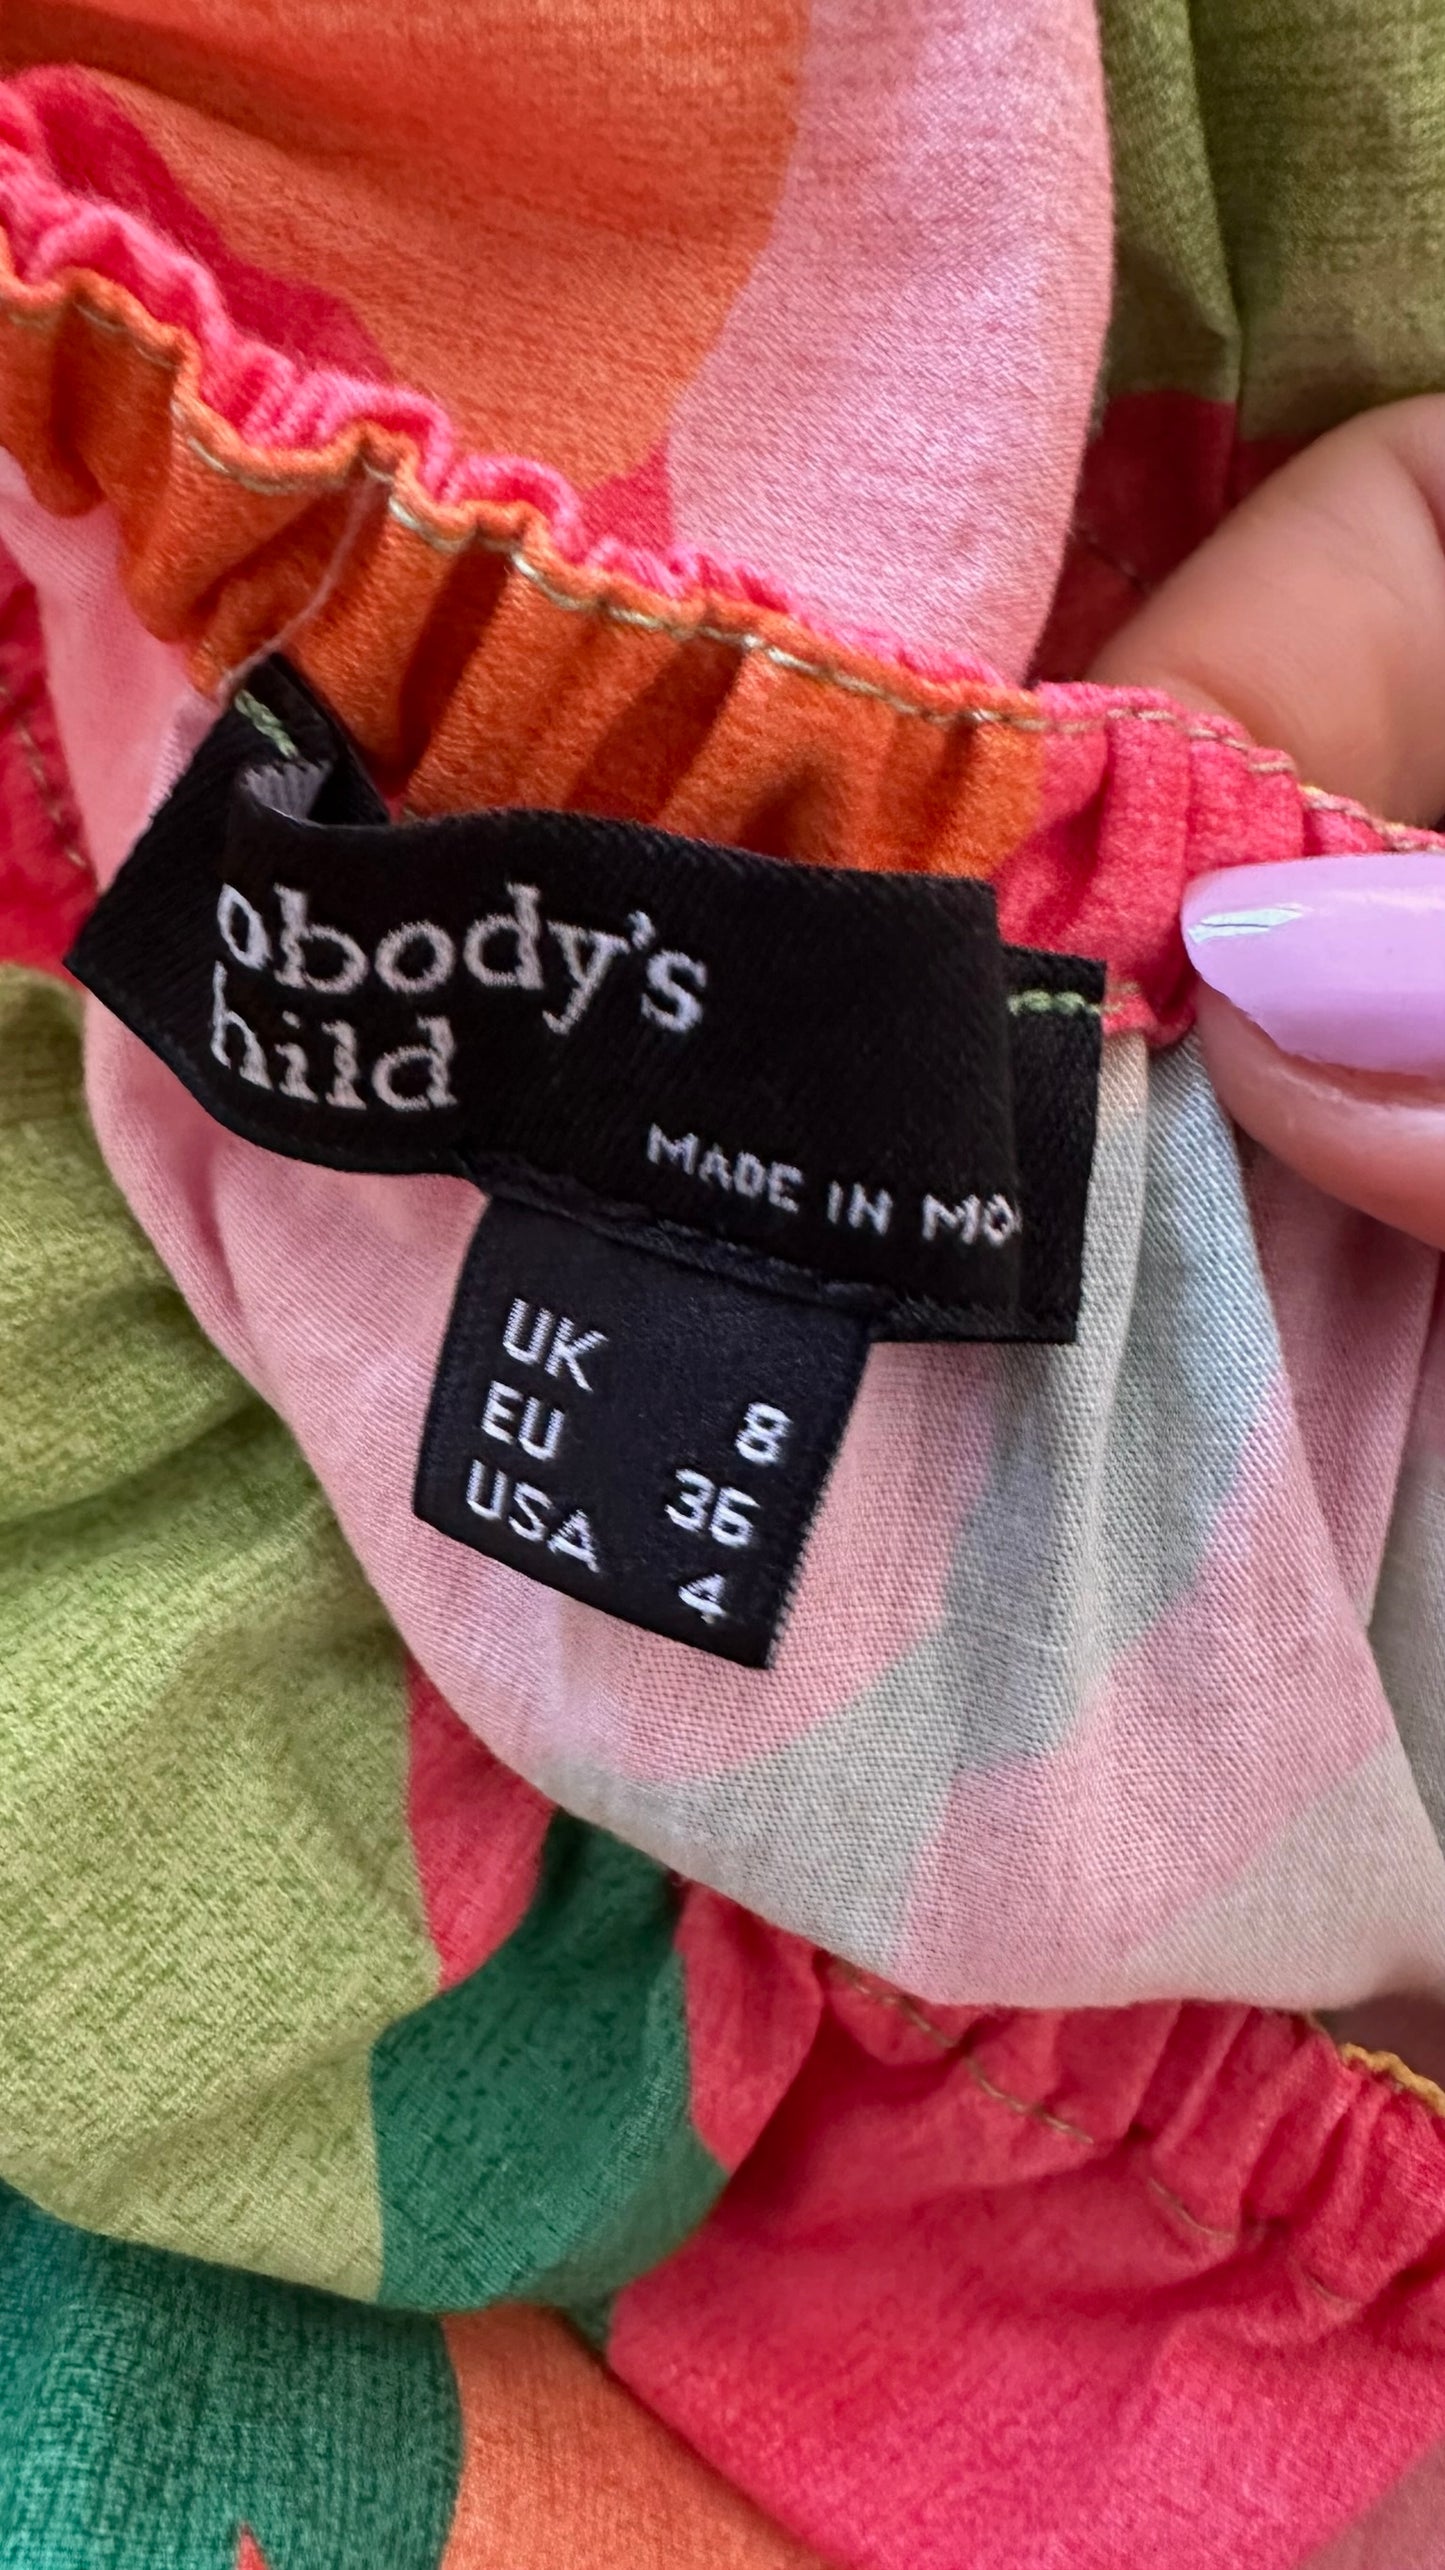 obody's
hild
MADE IN MO
UK 8
EU 36
USA 4